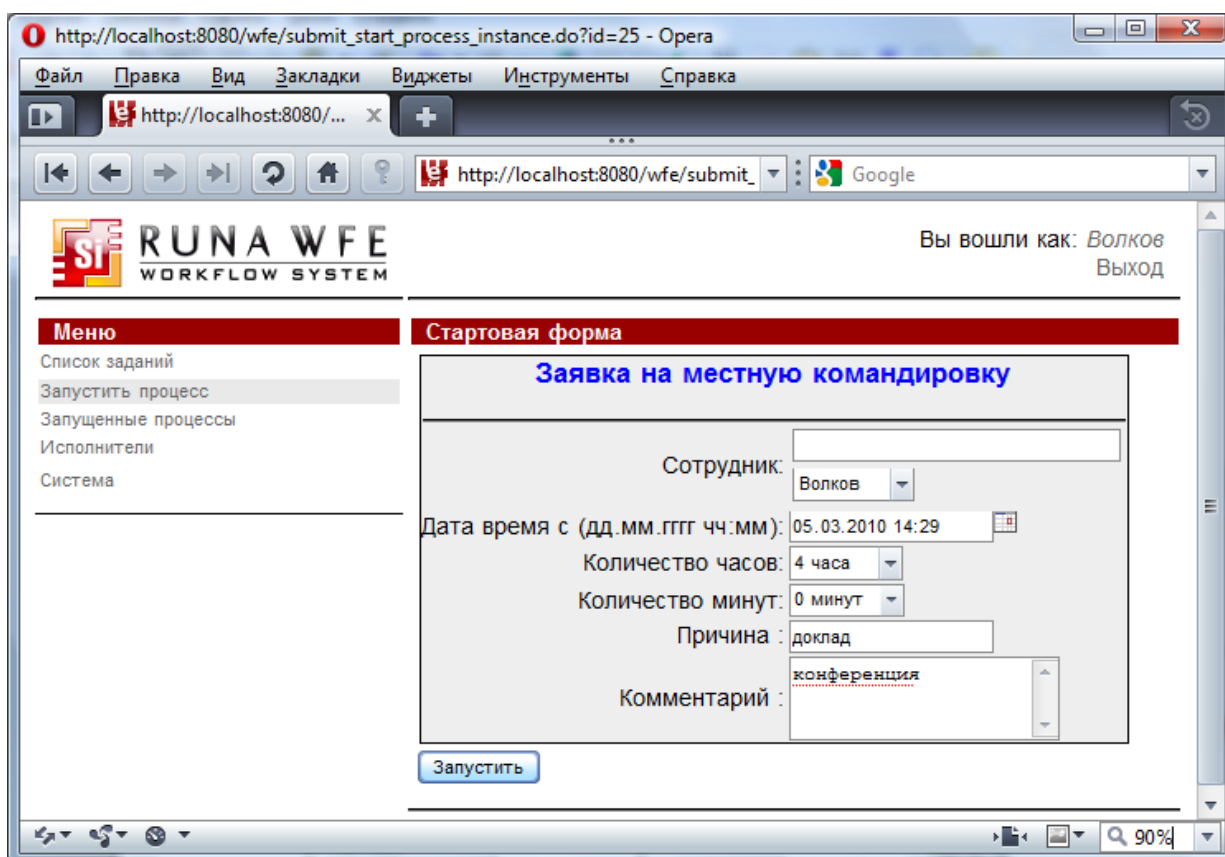 http://localhost:8080/wfe/submit_start_process_instance.do?id=25 - Opera
Файл Правка Вид Закладки Виджеты Инструменты Справка
http://localhost:8080/...
http://localhost:8080/wfe/submit_ Google
Si RUNA WFE
WORKFLOW SYSTEM
Вы вошли как: Волков
Выход
Меню
Список заданий
Запустить процесс
Запущенные процессы
Исполнители
Система
Стартовая форма
Заявка на местную командировку
Сотрудник:
Волков
Дата время с (дд.мм.гггг чч:мм): 05.03.2010 14:29
Количество часов: 4 часа
Количество минут: 0 минут
Причина : доклад
Комментарий : конференция
Запустить
90%